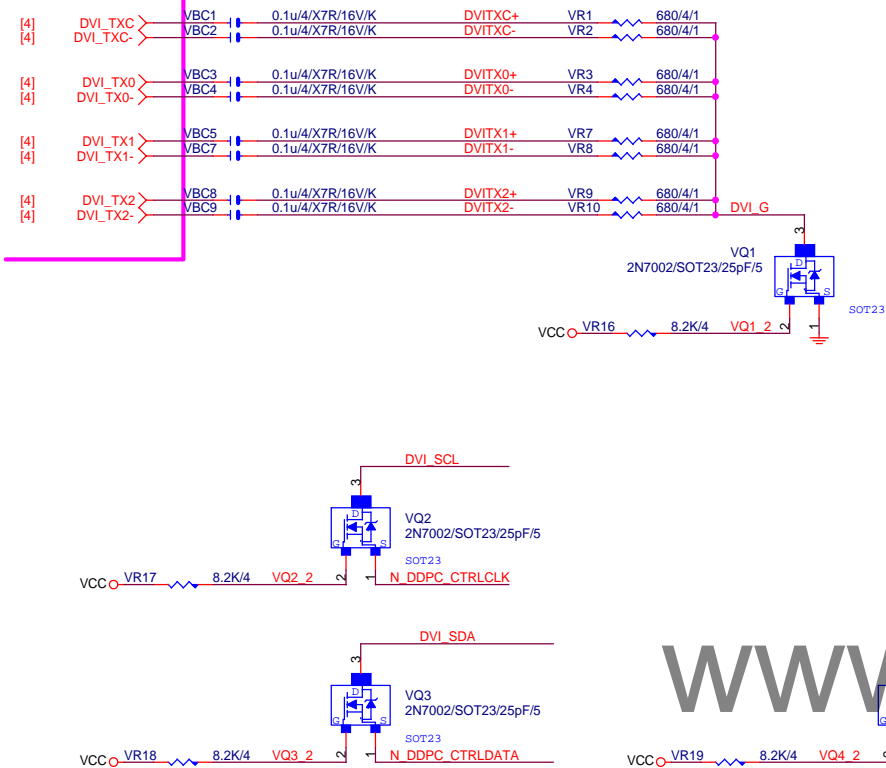 [4] DVI_TXC VBC1 0.1u/4/X7R/16V/K DVITXC+ VR1 680/4/1
[4] DVI_TXC- VBC2 0.1u/4/X7R/16V/K DVITXC- VR2 680/4/1
[4] DVI_TX0 VBC3 0.1u/4/X7R/16V/K DVITX0+ VR3 680/4/1
[4] DVI_TX0- VBC4 0.1u/4/X7R/16V/K DVITX0- VR4 680/4/1
[4] DVI_TX1 VBC5 0.1u/4/X7R/16V/K DVITX1+ VR7 680/4/1
[4] DVI_TX1- VBC7 0.1u/4/X7R/16V/K DVITX1- VR8 680/4/1
[4] DVI_TX2 VBC8 0.1u/4/X7R/16V/K DVITX2+ VR9 680/4/1
[4] DVI_TX2- VBC9 0.1u/4/X7R/16V/K DVITX2- VR10 680/4/1 DVI_G
3
VQ1
2N7002/SOT23/25pF/5
D
G S
SOT23
VCC VR16 8.2K/4 VQ1_2 2 1
DVI_SCL
3
VQ2
D
2N7002/SOT23/25pF/5
G S
SOT23
VCC VR17 8.2K/4 VQ2_2 2 1 N_DDPC_CTRLCLK
DVI_SDA
3
VQ3
D
2N7002/SOT23/25pF/5
G S
SOT23
VCC VR18 8.2K/4 VQ3_2 2 1 N_DDPC_CTRLDATA
G
VCC VR19 8.2K/4 VQ4_2